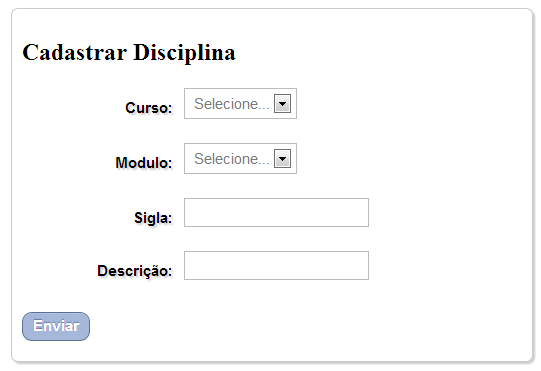 Cadastrar Disciplina
Curso: Selecione...
Modulo: Selecione...
Sigla:
Descrição:
Enviar